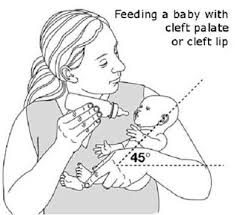 Feeding a baby with
cleft palate
or cleft lip
45°